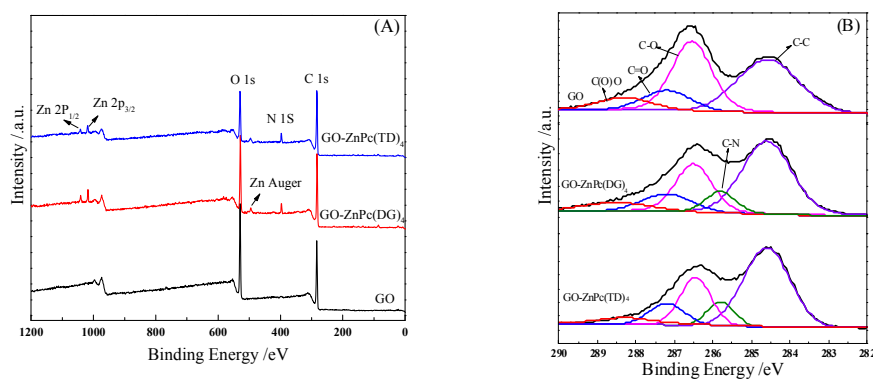 (A)
O 1s
C 1s
Zn 2P1/2
Zn 2p3/2
N 1S
GO-ZnPc(TD)4
Zn Auger
GO-ZnPc(DG)4
GO
Intensity /.a.u.
1200 1000 800 600 400 200 0
Binding Energy /eV
(B)
C-O
C-C
C=O
C(O) O
GO
C-N
GO-ZnPc(DG)4
GO-ZnPc(TD)4
Intensity /a.u.
290 289 288 287 286 285 284 283 282
Binding Energy /eV